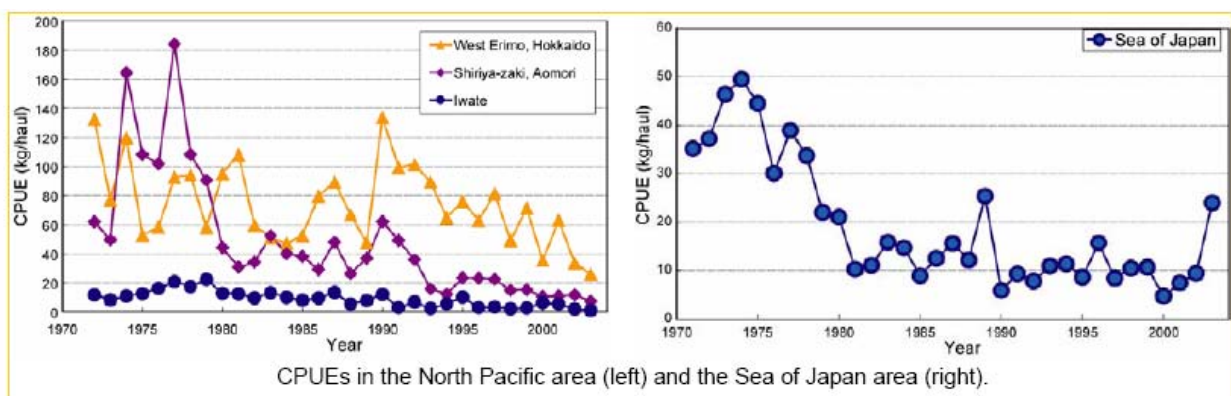 200
180
160
140
120
100
80
60
40
20
0
CPUE (kg/haul)
1970 1975 1980 1985 1990 1995 2000
Year
West Erimo, Hokkaido
Shiriya-zaki, Aomori
Iwate
60
50
40
30
20
10
0
CPUE (kg/haul)
1970 1975 1980 1985 1990 1995 2000
Year
Sea of Japan
CPUEs in the North Pacific area (left) and the Sea of Japan area (right).